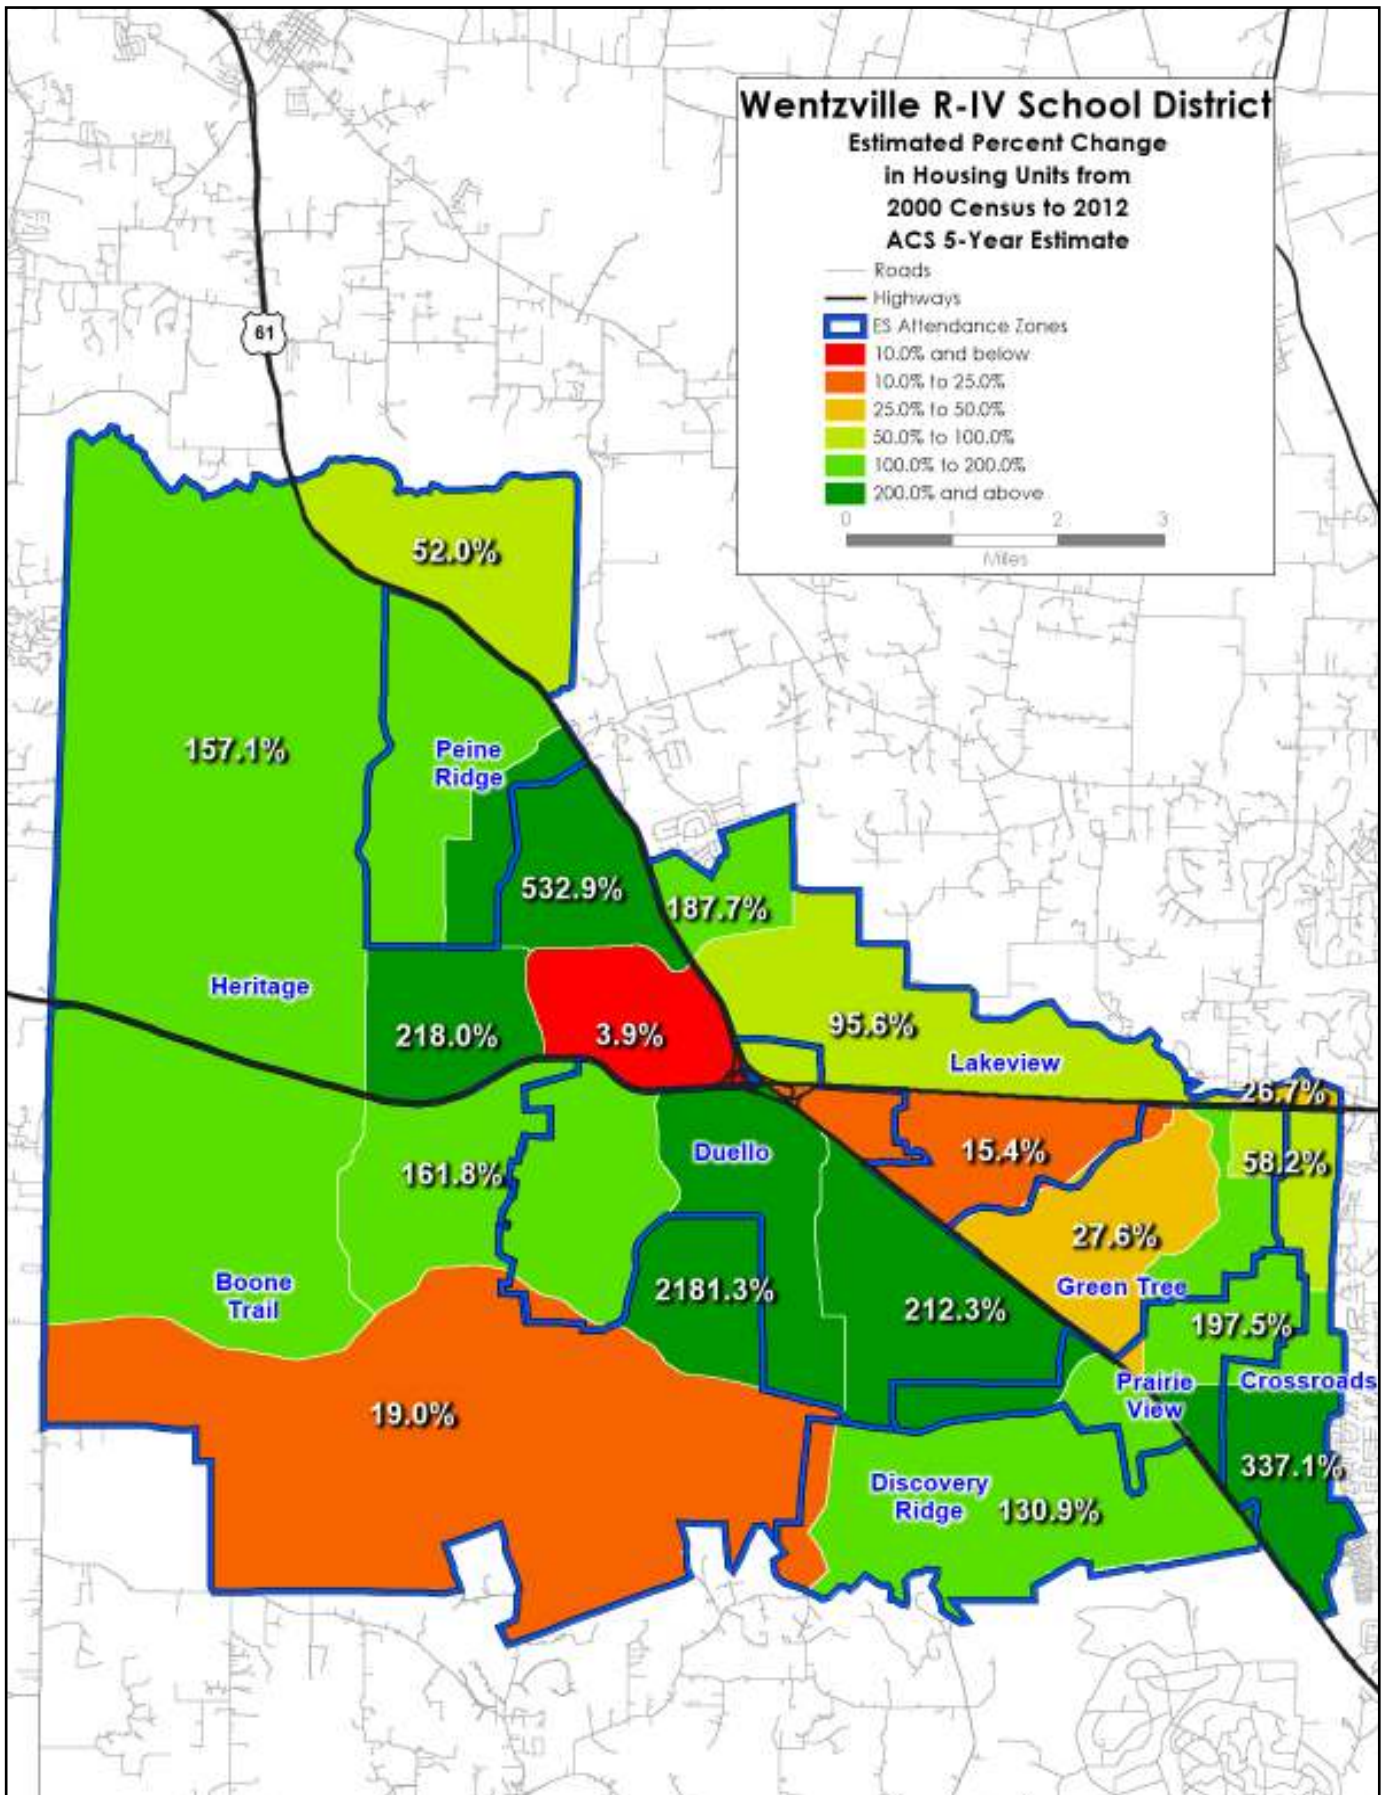 Wentzville R-IV School District
Estimated Percent Change
in Housing Units from
2000 Census to 2012
ACS 5-Year Estimate
Roads
Highways
ES Attendance Zones
10.0% and below
10.0% to 25.0%
25.0% to 50.0%
50.0% to 100.0%
100.0% to 200.0%
200.0% and above
0 1 2 3
Miles
61
52.0%
157.1%
Peine
Ridge
532.9%
187.7%
Heritage
218.0%
3.9%
95.6%
Lakeview
26.7%
Duello
15.4%
58.2%
161.8%
27.6%
Boone
Trail
2181.3%
212.3%
Green Tree
197.5%
Prairie
View
Crossroads
19.0%
337.1%
Discovery
Ridge
130.9%